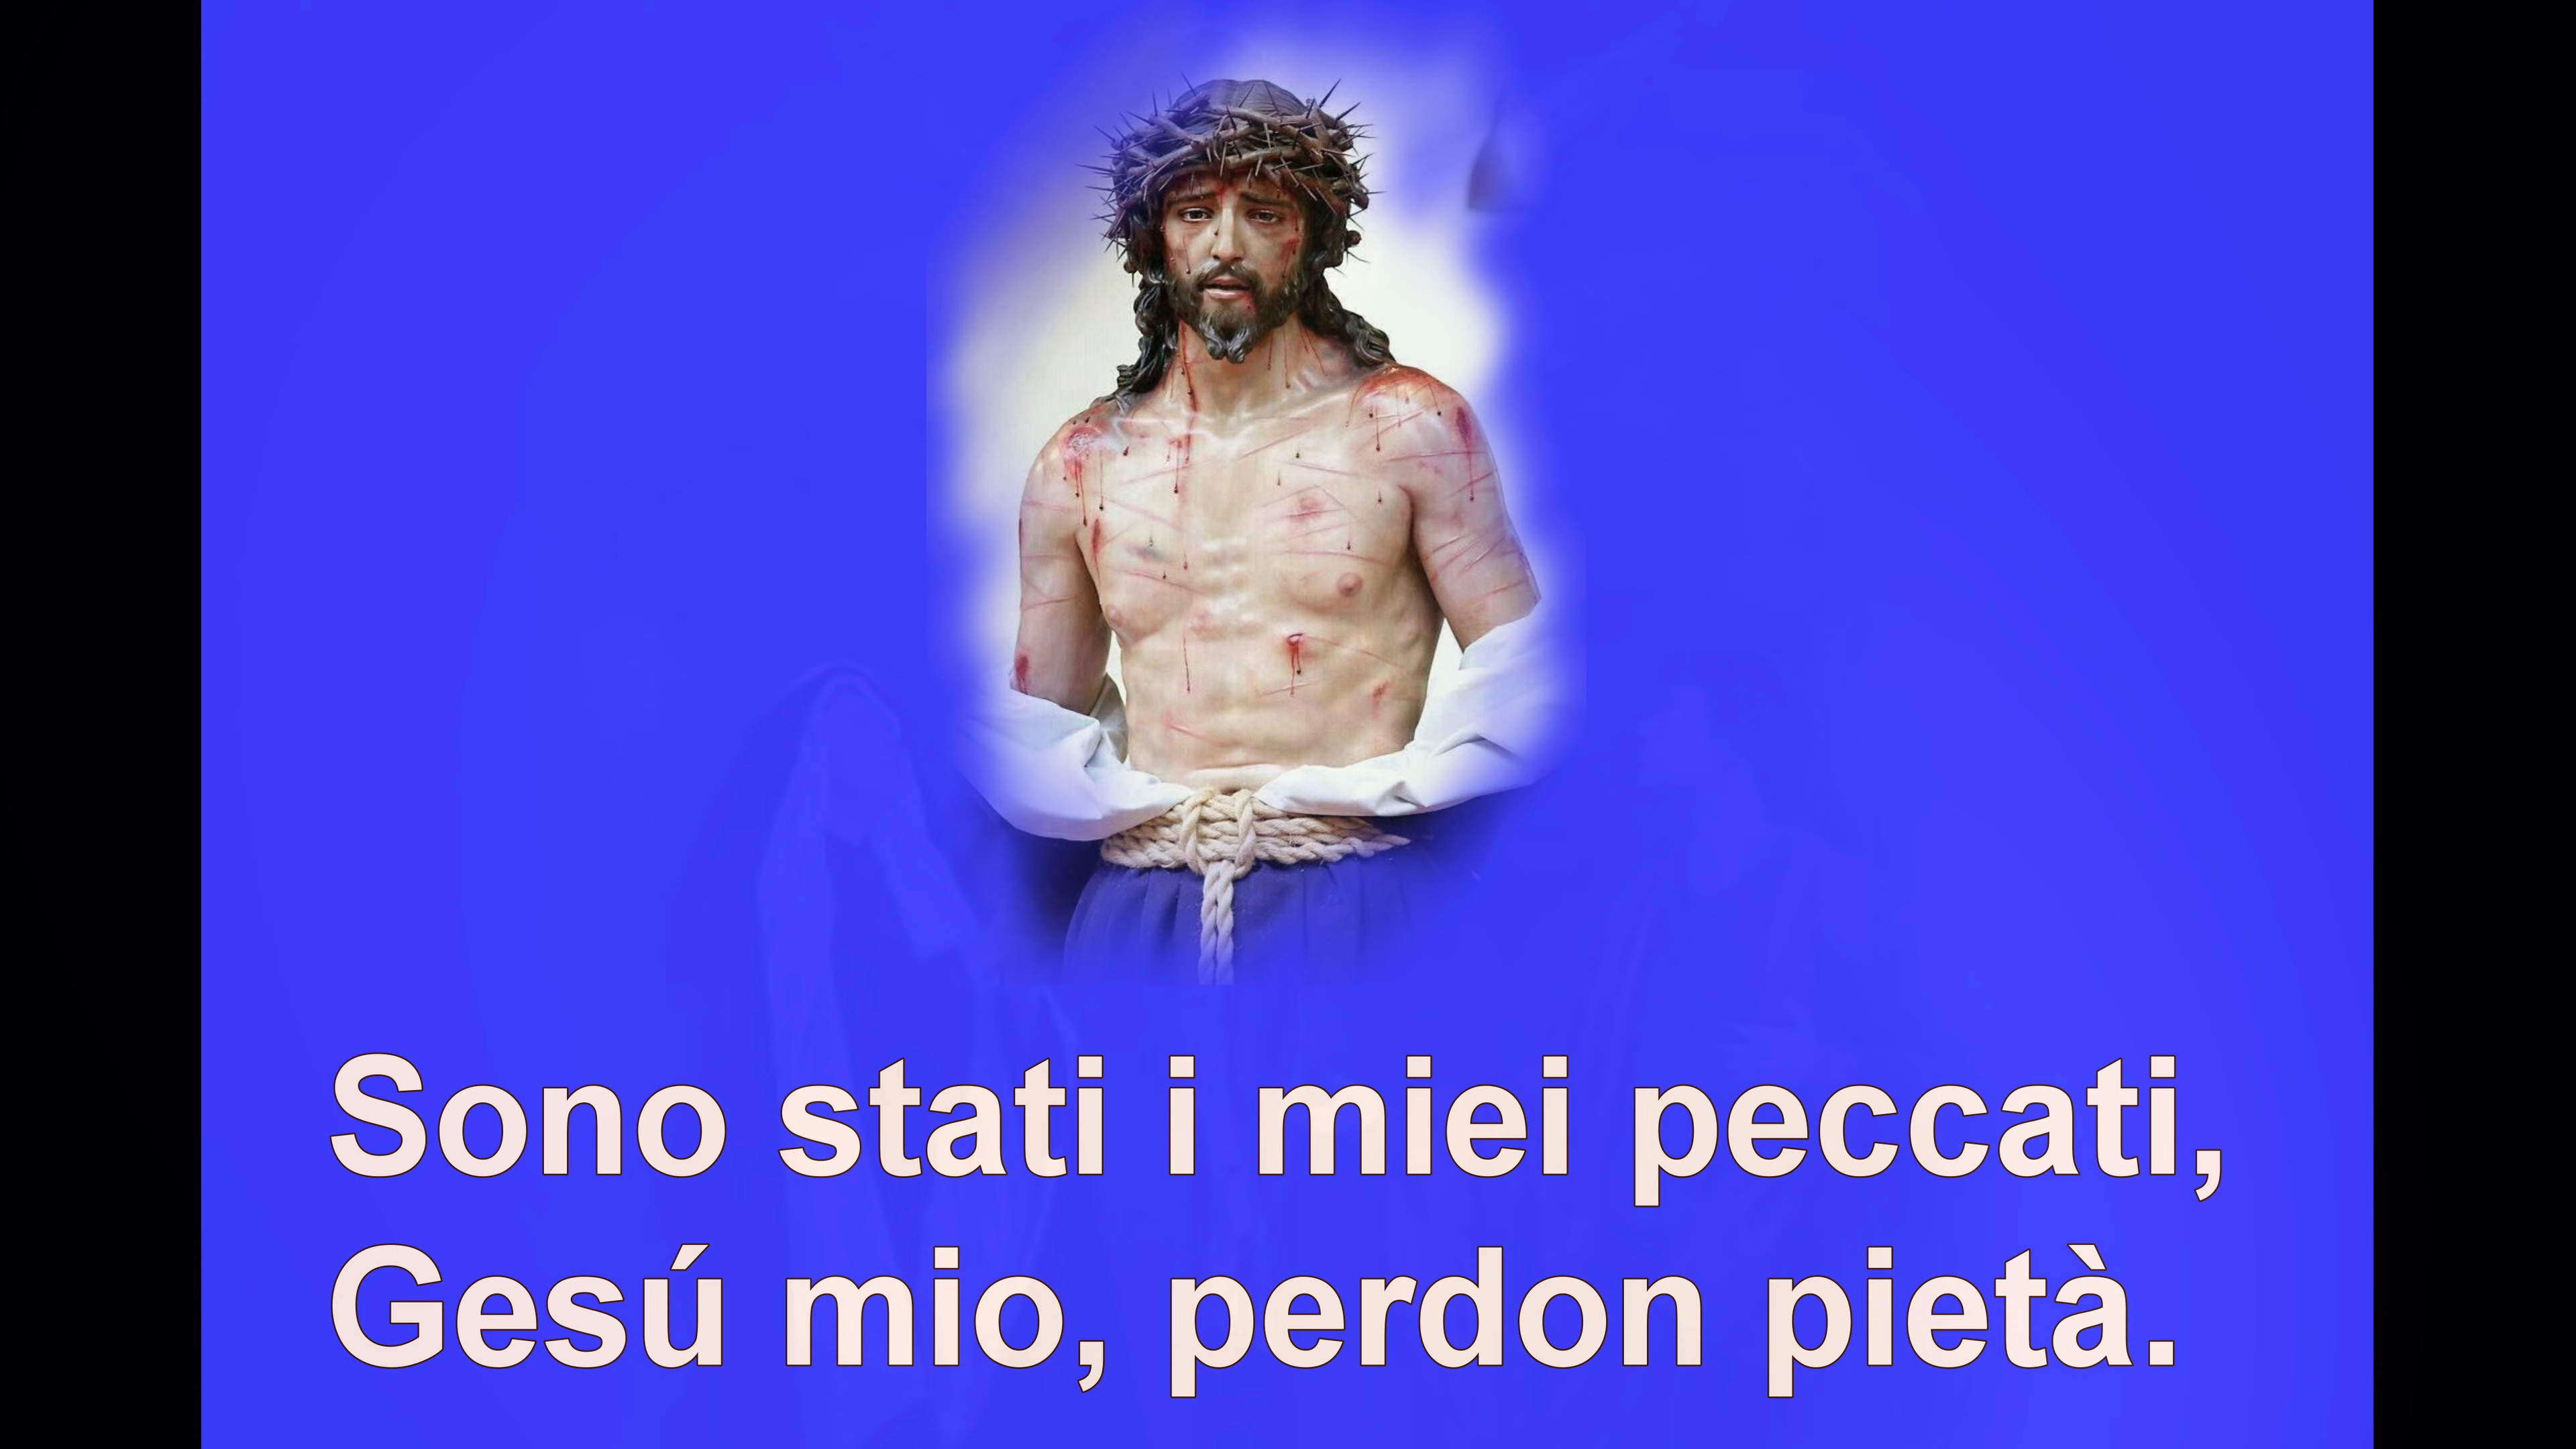 Sono stati i miei peccati,
Gesú mio, perdon pietà.